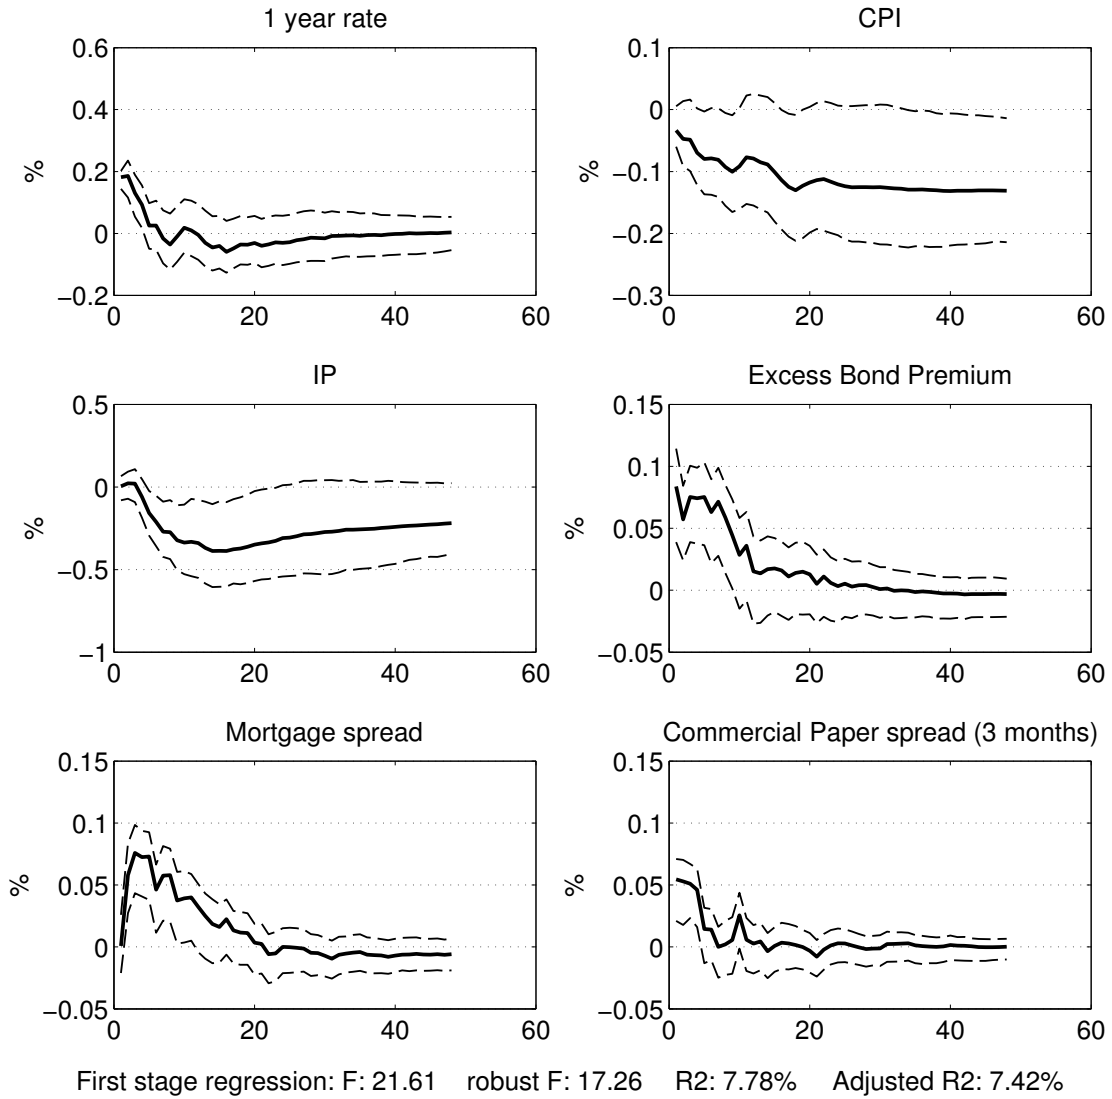 1 year rate
0.6
0.4
0.2
0
−0.2
%
0 20 40 60
CPI
0.1
0
−0.1
−0.2
−0.3
%
0 20 40 60
IP
0.5
0
−0.5
−1
%
0 20 40 60
Excess Bond Premium
0.15
0.1
0.05
0
−0.05
%
0 20 40 60
Mortgage spread
0.15
0.1
0.05
0
−0.05
%
0 20 40 60
Commercial Paper spread (3 months)
0.15
0.1
0.05
0
−0.05
%
0 20 40 60
First stage regression: F: 21.61 robust F: 17.26 R2: 7.78% Adjusted R2: 7.42%